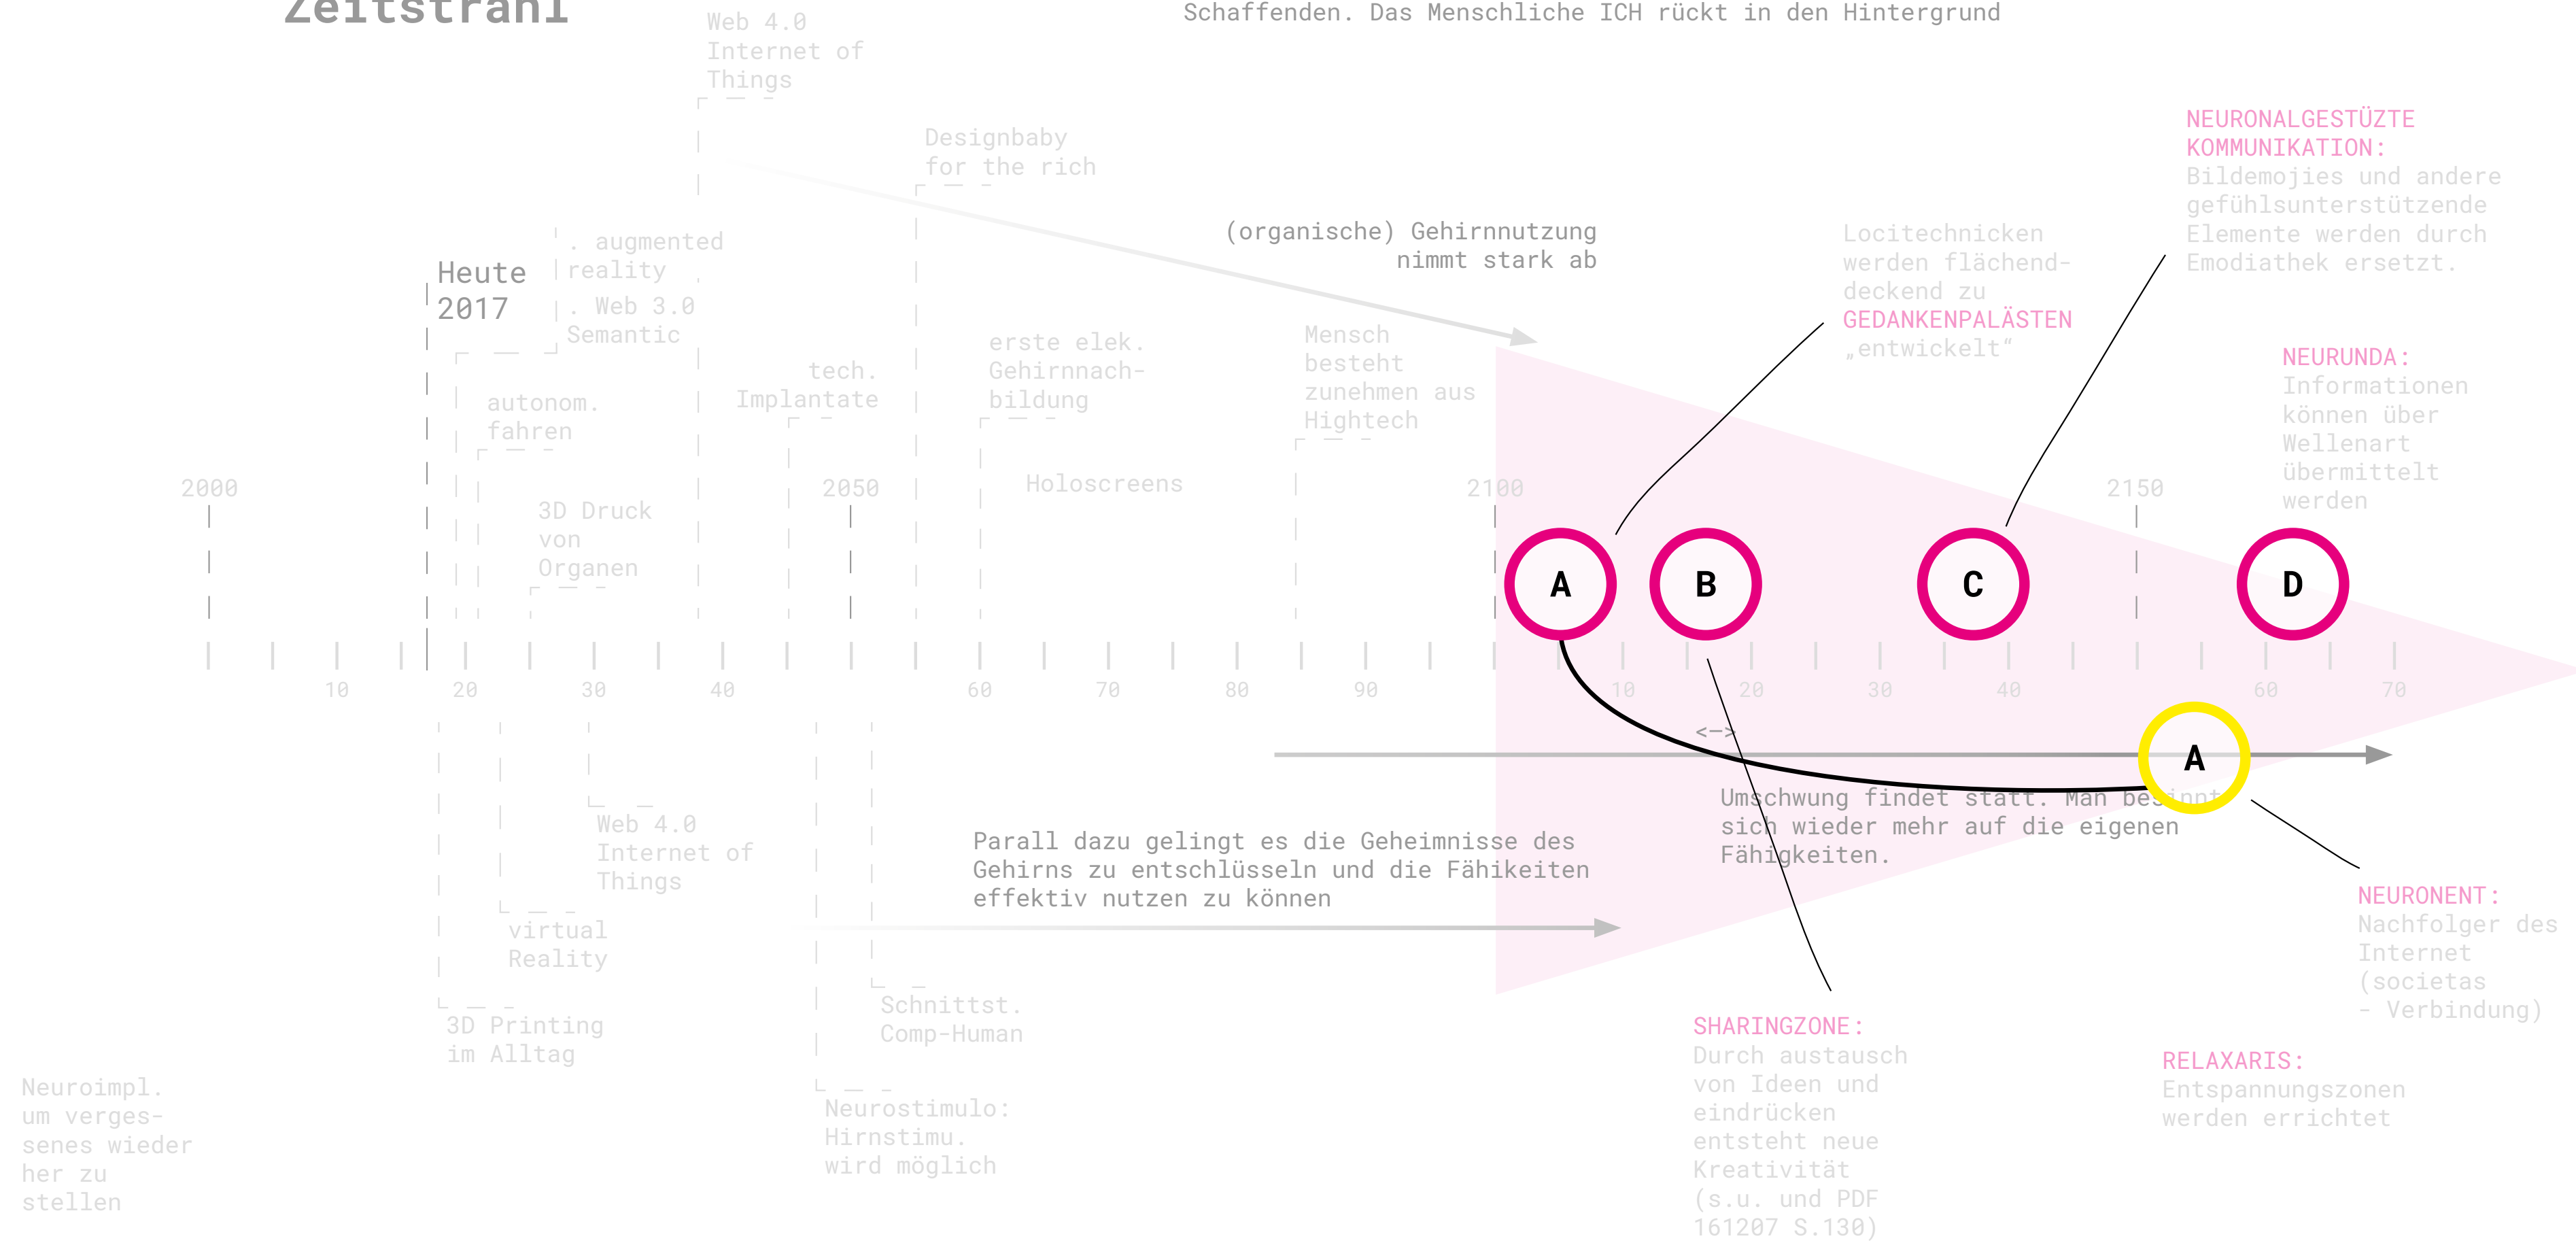 Zeitstrahl
Schaffenden. Das Menschliche ICH rückt in den Hintergrund
Web 4.0
Internet of
Things
Designbaby
for the rich
NEURONALGESTÜZTE
KOMMUNIKATION:
Bildemojies und andere
gefühlsunterstützende
Elemente werden durch
Emodiathek ersetzt.
(organische) Gehirnnutzung
nimmt stark ab
Locitechnicken
werden flächend-
deckend zu
GEDANKENPALÄSTEN
„entwickelt“
Heute
2017
. augmented
reality
. Web 3.0
Semantic
autonom.
fahren
tech.
Implantate
erste elek.
Gehirnnach-
bildung
Mensch
besteht
zunehmen aus
Hightech
NEURUNDA:
Informationen
können über
Wellenart
übermittelt
werden
3D Druck
von
Organen
Holoscreens
2000
2050
2100
2150
A
B
C
D
10
20
30
40
60
70
80
90
10
20
30
40
60
70
<—>
A
Umschwung findet statt. Man besinnt
sich wieder mehr auf die eigenen
Fähigkeiten.
Parall dazu gelingt es die Geheimnisse des
Gehirns zu entschlüsseln und die Fähikeiten
effektiv nutzen zu können
Web 4.0
Internet of
Things
virtual
Reality
3D Printing
im Alltag
Schnittst.
Comp-Human
Neurostimulo:
Hirnstimu.
wird möglich
Neuroimpl.
um verges-
senes wieder
her zu
stellen
SHARINGZONE:
Durch austausch
von Ideen und
eindrücken
entsteht neue
Kreativität
(s.u. und PDF
161207 S.130)
NEURONENT:
Nachfolger des
Internet
(societas
- Verbindung)
RELAXARIS:
Entspannungszonen
werden errichtet